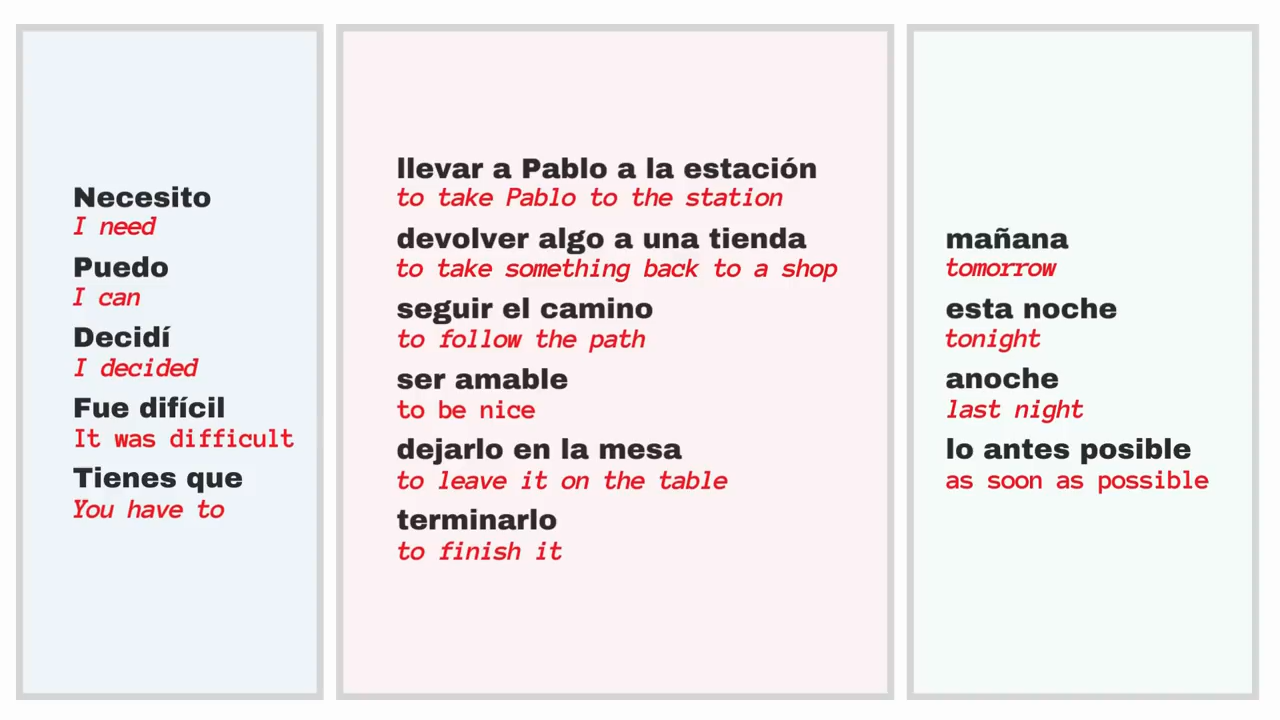 Necesito
I need
Puedo
I can
Decidí
I decided
Fue difícil
It was difficult
Tienes que
You have to
llevar a Pablo a la estación
to take Pablo to the station
devolver algo a una tienda
to take something back to a shop
seguir el camino
to follow the path
ser amable
to be nice
dejarlo en la mesa
to leave it on the table
terminarlo
to finish it
mañana
tomorrow
esta noche
tonight
anoche
last night
lo antes posible
as soon as possible